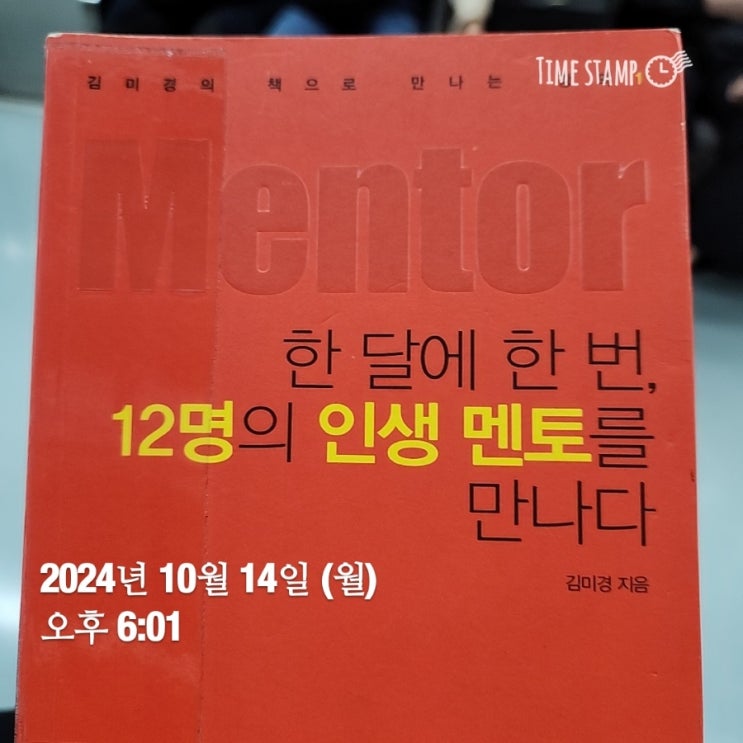 김미경의 책으로 만나는
TIME STAMP1
Mentor
한 달에 한 번,
12명의 인생 멘토를
만나다
김미경 지음
2024년 10월 14일 (월)
오후 6:01